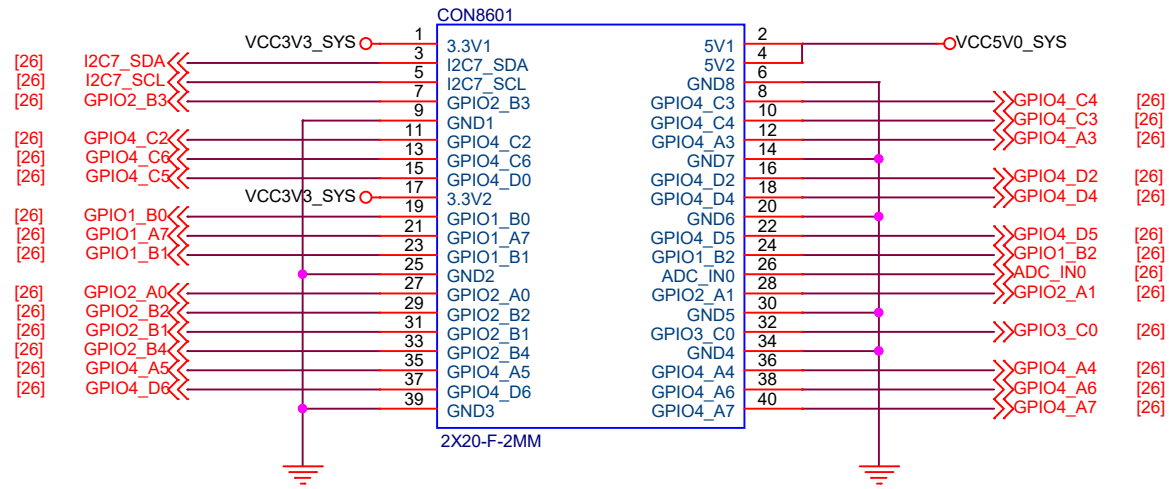 CON8601
VCC3V3_SYS 1 3.3V1 5V1 2 VCC5V0_SYS
[26] I2C7_SDA 3 I2C7_SDA 5V2 4
[26] I2C7_SCL 5 I2C7_SCL GND8 6
[26] GPIO2_B3 7 GPIO2_B3 GPIO4_C3 8 GPIO4_C4 [26]
9 GND1 GPIO4_C4 10 GPIO4_C3 [26]
[26] GPIO4_C2 11 GPIO4_C2 GPIO4_A3 12 GPIO4_A3 [26]
[26] GPIO4_C6 13 GPIO4_C6 GND7 14
[26] GPIO4_C5 15 GPIO4_D0 GPIO4_D2 16 GPIO4_D2 [26]
VCC3V3_SYS 17 3.3V2 GPIO4_D4 18 GPIO4_D4 [26]
[26] GPIO1_B0 19 GPIO1_B0 GND6 20
[26] GPIO1_A7 21 GPIO1_A7 GPIO4_D5 22 GPIO4_D5 [26]
[26] GPIO1_B1 23 GPIO1_B1 GPIO1_B2 24 GPIO1_B2 [26]
25 GND2 ADC_IN0 26 ADC_IN0 [26]
[26] GPIO2_A0 27 GPIO2_A0 GPIO2_A1 28 GPIO2_A1 [26]
[26] GPIO2_B2 29 GPIO2_B2 GND5 30
[26] GPIO2_B1 31 GPIO2_B1 GPIO3_C0 32 GPIO3_C0 [26]
[26] GPIO2_B4 33 GPIO2_B4 GND4 34
[26] GPIO4_A5 35 GPIO4_A5 GPIO4_A4 36 GPIO4_A4 [26]
[26] GPIO4_D6 37 GPIO4_D6 GPIO4_A6 38 GPIO4_A6 [26]
39 GND3 GPIO4_A7 40 GPIO4_A7 [26]
2X20-F-2MM